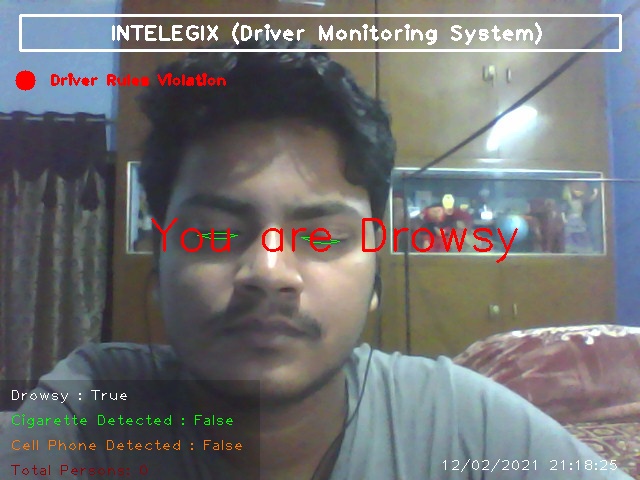 INTELEGIX (Driver Monitoring System)
Driver Rules Violation
You are Drowsy
Drowsy : True
Cigarette Detected : False
Cell Phone Detected : False
Total Persons: 0
12/02/2021 21:18:25